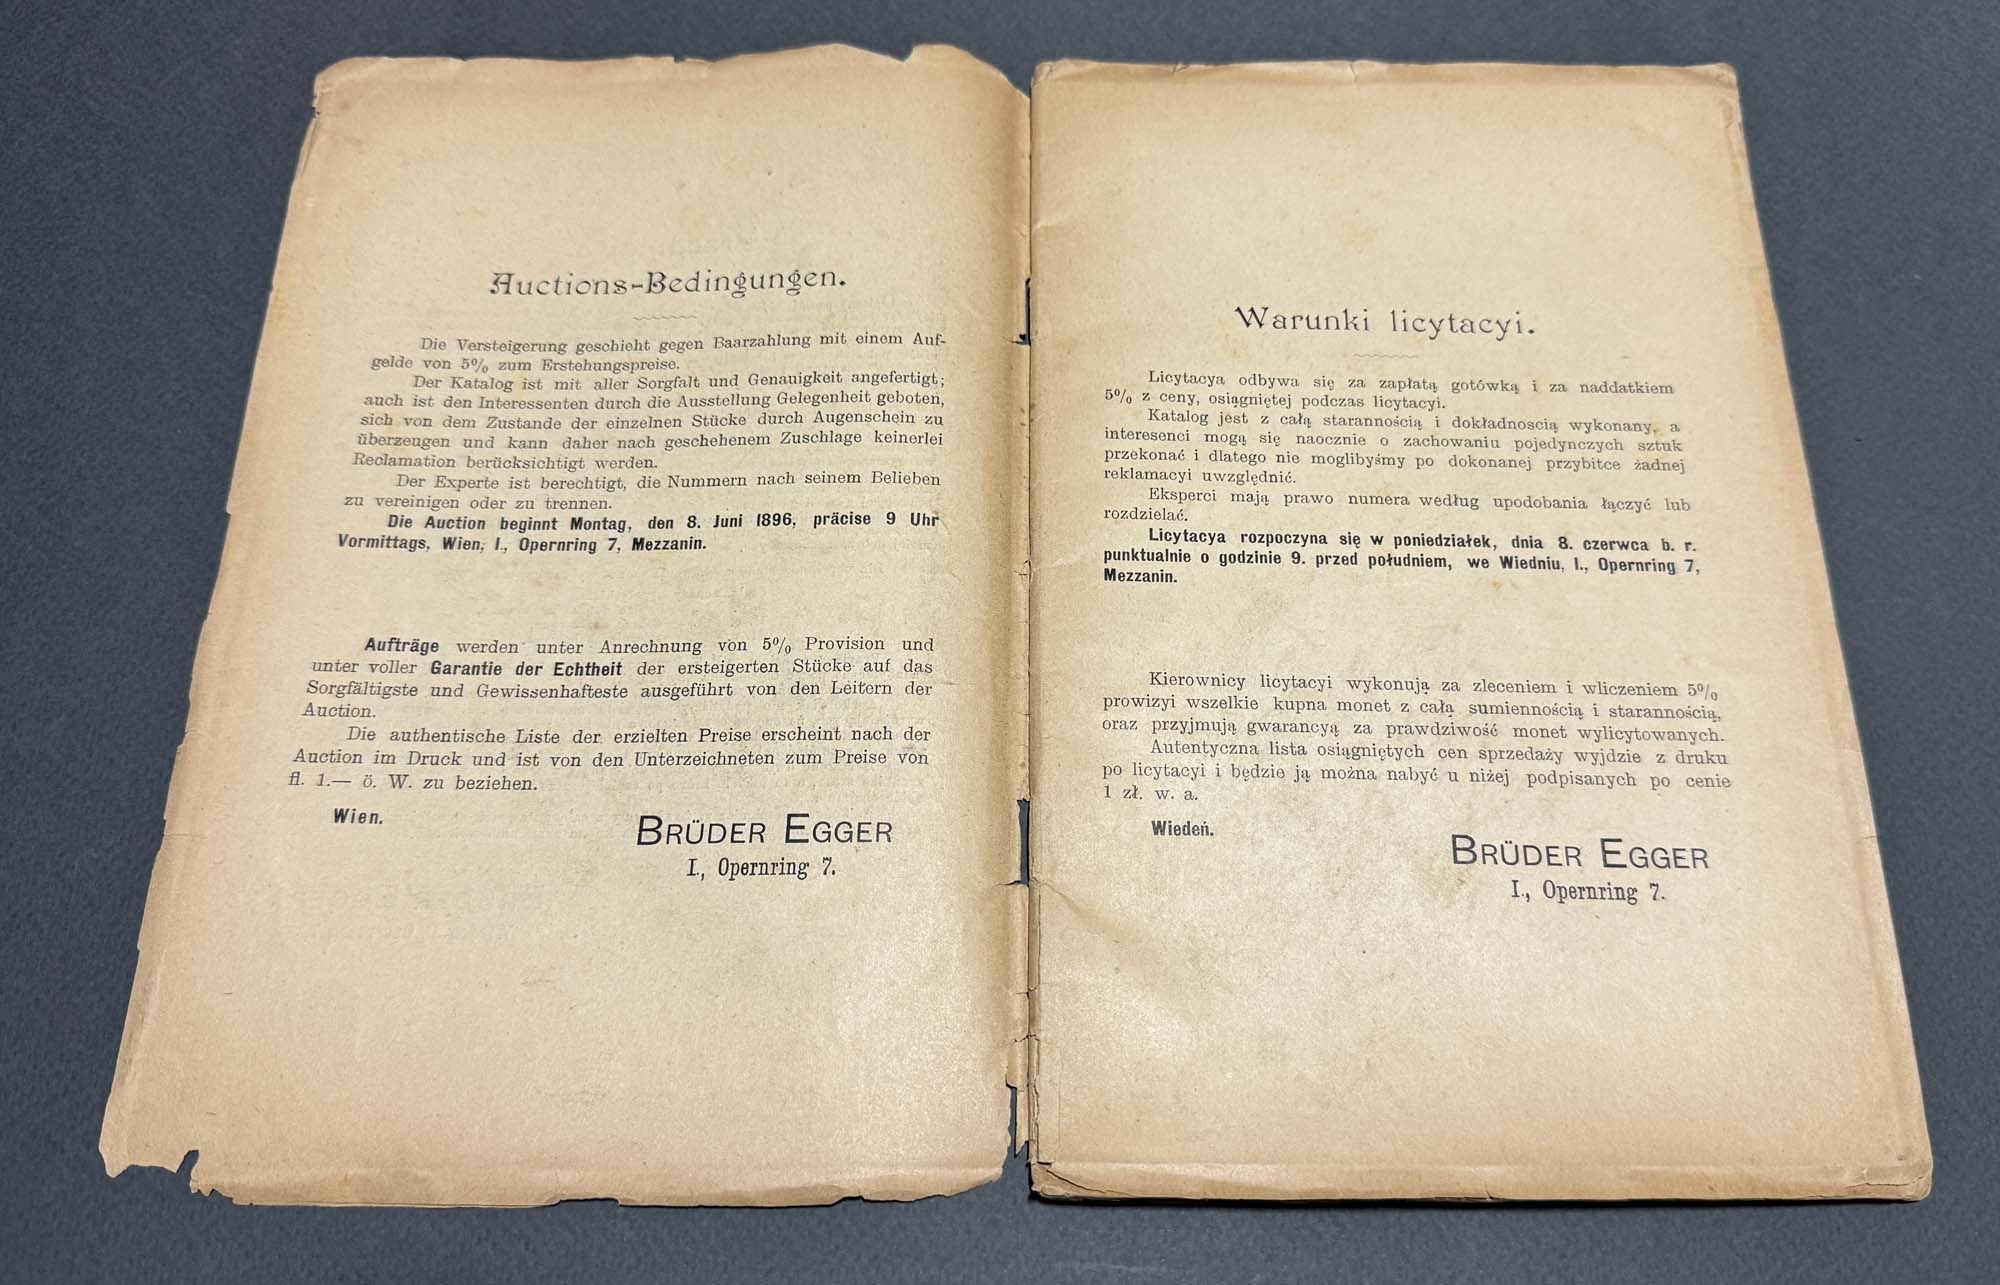 Auctions-Bedingungen.
Die Versteigerung geschieht gegen Baarzahlung mit einem Auf-
gelde von 5% zum Erstehungspreise.
Der Katalog ist mit aller Sorgfalt und Genauigkeit angefertigt;
auch ist den Interessenten durch die Ausstellung Gelegenheit geboten,
sich von dem Zustande der einzelnen Stücke durch Augenschein zu
überzeugen und kann daher nach geschehenem Zuschlage keinerlei
Reclamation berücksichtigt werden.
Der Experte ist berechtigt, die Nummern nach seinem Belieben
zu vereinigen oder zu trennen.
Die Auction beginnt Montag, den 8. Juni 1896, präcise 9 Uhr
Vormittags, Wien, I., Opernring 7, Mezzanin.
Aufträge werden unter Anrechnung von 5% Provision und
unter voller Garantie der Echtheit der ersteigerten Stücke auf das
Sorgfältigste und Gewissenhafteste ausgeführt von den Leitern der
Auction.
Die authentische Liste der erzielten Preise erscheint nach der
Auction im Druck und ist von den Unterzeichneten zum Preise von
fl. 1.— ö. W. zu beziehen.
Wien.
BRÜDER EGGER
I., Opernring 7.
Warunki licytacyi.
Licytacya odbywa się za zapłatą gotówką i za naddatkiem
5% z ceny, osiągniętej podczas licytacyi.
Katalog jest z całą starannością i dokładnoscią wykonany, a
interesenci mogą się naocznie o zachowaniu pojedynczych sztuk
przekonać i dlatego nie moglibyśmy po dokonanej przybitce żadnej
reklamacyi uwzględnić.
Eksperci mają prawo numera według upodobania łączyć lub
rozdzielać.
Licytacya rozpoczyna się w poniedziałek, dnia 8. czerwca b. r.
punktualnie o godzinie 9. przed południem, we Wiedniu, I., Opernring 7,
Mezzanin.
Kierownicy licytacyi wykonują za zleceniem i wliczeniem 5%
prowizyi wszelkie kupna monet z całą sumiennością i starannością,
oraz przyjmują gwarancyą za prawdziwość monet wylicytowanych.
Autentyczna lista osiągniętych cen sprzedaży wyjdzie z druku
po licytacyi i będzie ją można nabyć u niżej podpisanych po cenie
1 zł. w. a.
Wiedeń.
BRÜDER EGGER
I., Opernring 7.